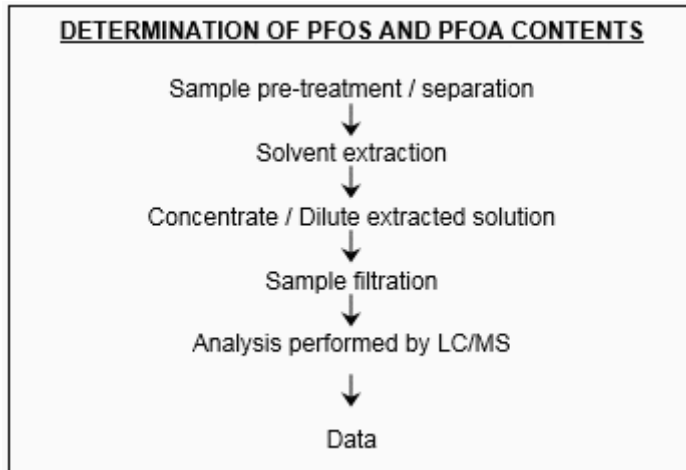 DETERMINATION OF PFOS AND PFOA CONTENTS
Sample pre-treatment / separation
Solvent extraction
Concentrate / Dilute extracted solution
Sample filtration
Analysis performed by LC/MS
Data